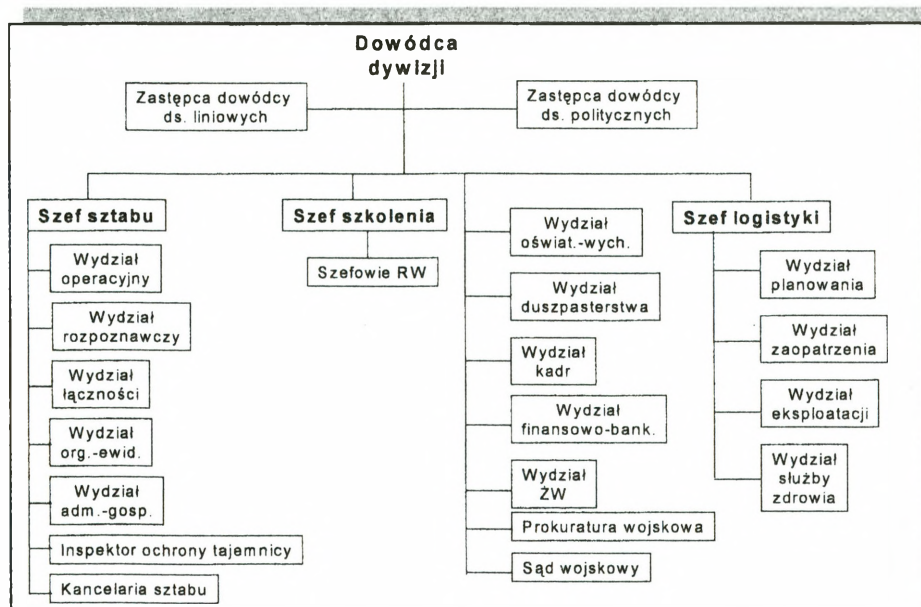 Dowódca
dywizji
Zastępca dowódcy
ds. liniowych
Zastępca dowódcy
ds. politycznych
Szef sztabu
Wydział
operacyjny
Wydział
rozpoznawczy
Wydział
łączności
Wydział
org.-ewid.
Wydział
adm.-gosp.
Inspektor ochrony tajemnicy
Kancelaria sztabu
Szef szkolenia
Szefowie RW
Wydział
oświat.-wych.
Wydział
duszpasterstwa
Wydział
kadr
Wydział
finansowo-bank.
Wydział
ŻW
Prokuratura wojskowa
Sąd wojskowy
Szef logistyki
Wydział
planowania
Wydział
zaopatrzenia
Wydział
eksploatacji
Wydział
służby
zdrowia